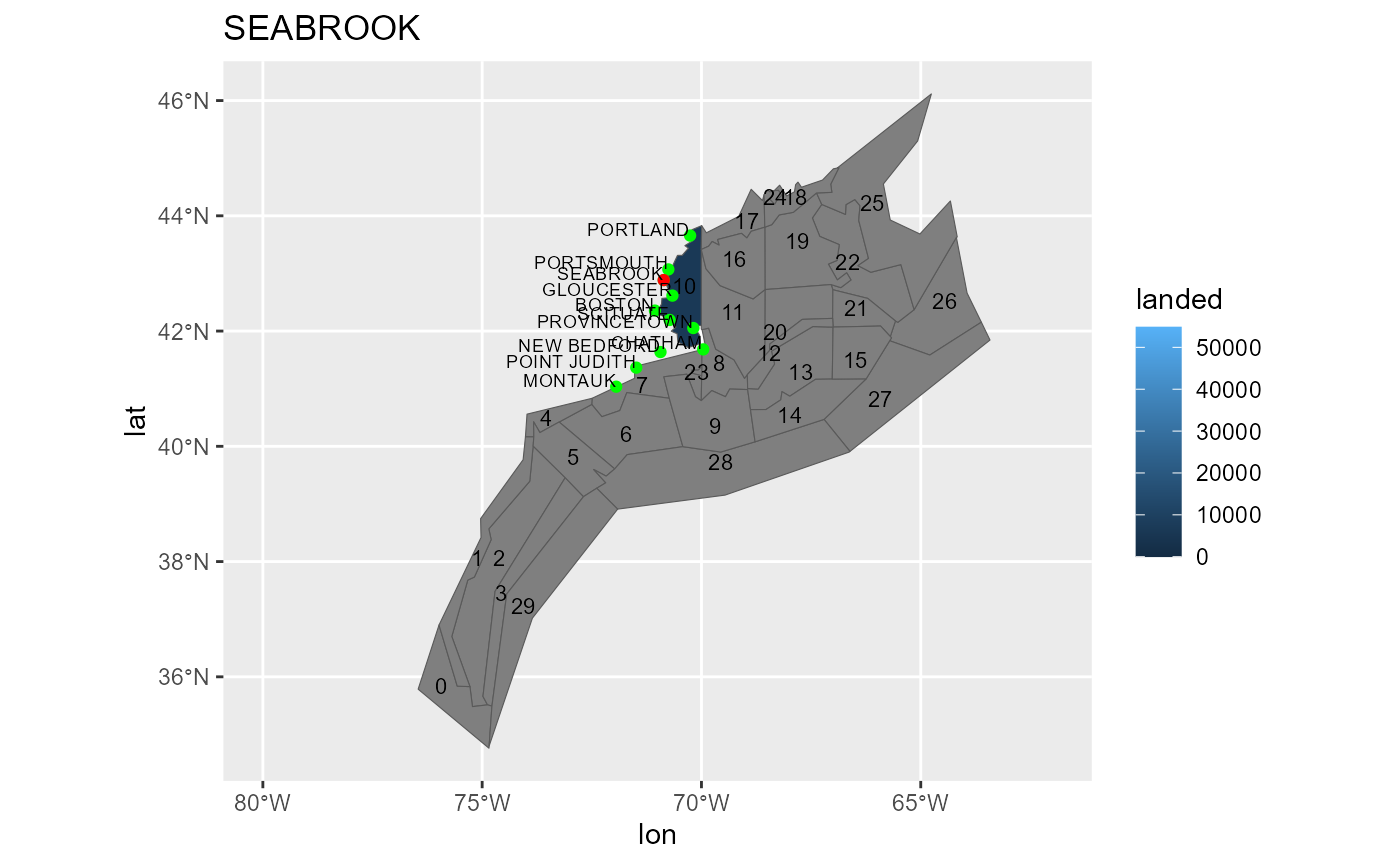 SEABROOK
46°N
44°N
42°N
40°N
38°N
36°N
lat
PORTLAND
PORTSMOUTH
SEABROOK
GLOUCESTER
BOSTON
SCITUATE
PROVINCETOWN
CHATHAM
NEW BEDFORD
POINT JUDITH
MONTAUK
24
18
25
17
19
16
22
10
26
11
21
20
12
8
15
23
13
7
27
14
4
9
6
5
28
1
2
3
29
0
80°W
75°W
70°W
65°W
lon
landed
50000
40000
30000
20000
10000
0